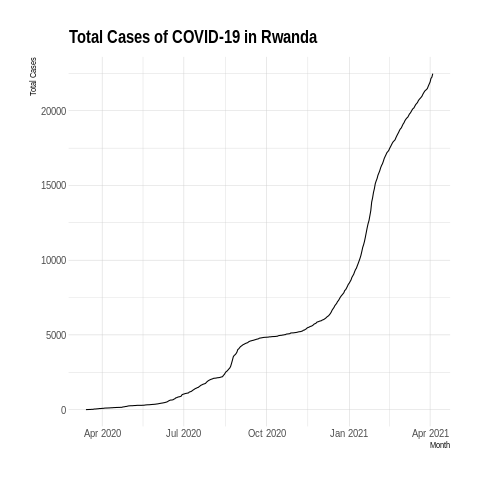 Total Cases of COVID-19 in Rwanda
Total Cases
20000
15000
10000
5000
0
Apr 2020 Jul 2020 Oct 2020 Jan 2021 Apr 2021
Month